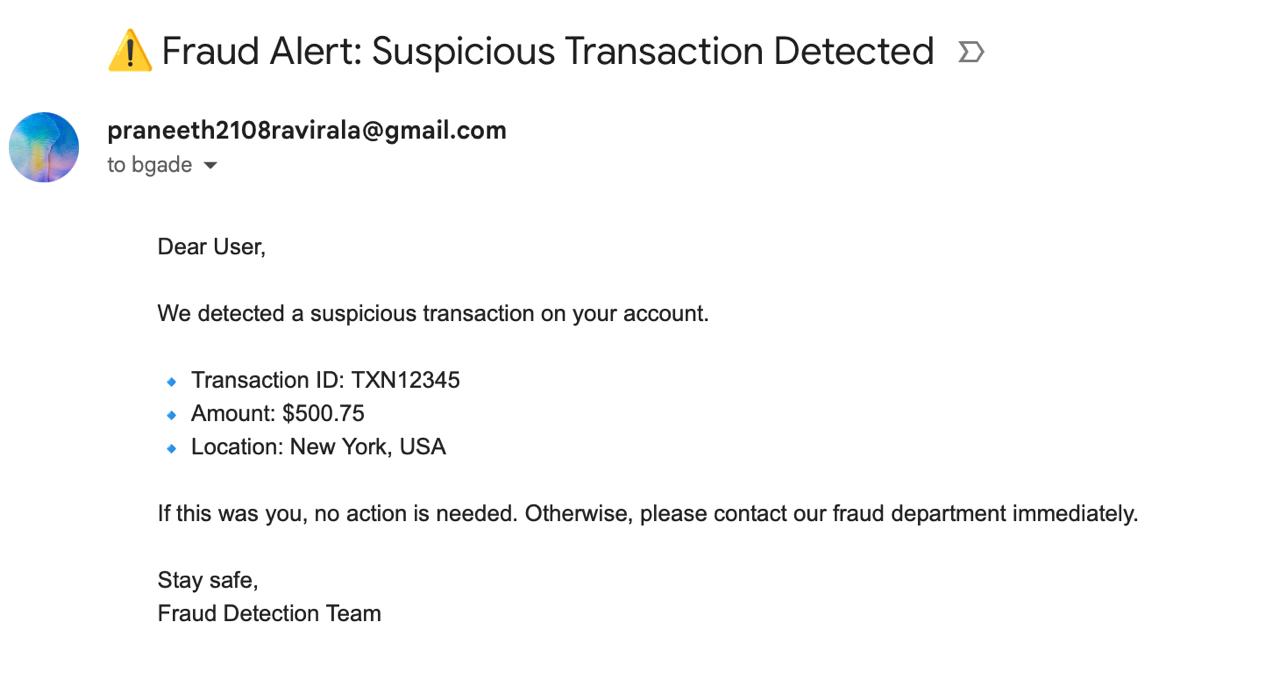 ⚠️ Fraud Alert: Suspicious Transaction Detected
praneeth2108ravirala@gmail.com
to bgade
Dear User,
We detected a suspicious transaction on your account.
🔹 Transaction ID: TXN12345
🔹 Amount: $500.75
🔹 Location: New York, USA
If this was you, no action is needed. Otherwise, please contact our fraud department immediately.
Stay safe,
Fraud Detection Team